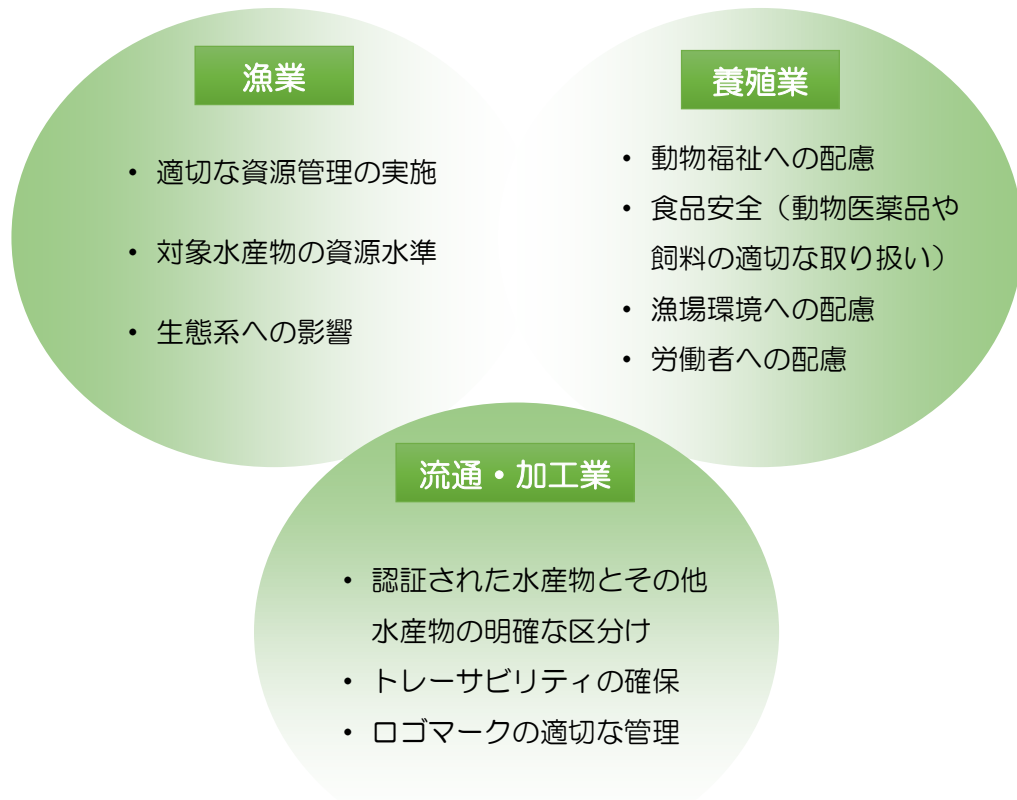 漁業
• 適切な資源管理の実施
• 対象水産物の資源水準
• 生態系への影響
養殖業
• 動物福祉への配慮
• 食品安全（動物医薬品や
飼料の適切な取り扱い）
• 漁場環境への配慮
• 労働者への配慮
流通・加工業
• 認証された水産物とその他
水産物の明確な区分け
• トレーサビリティの確保
• ロゴマークの適切な管理